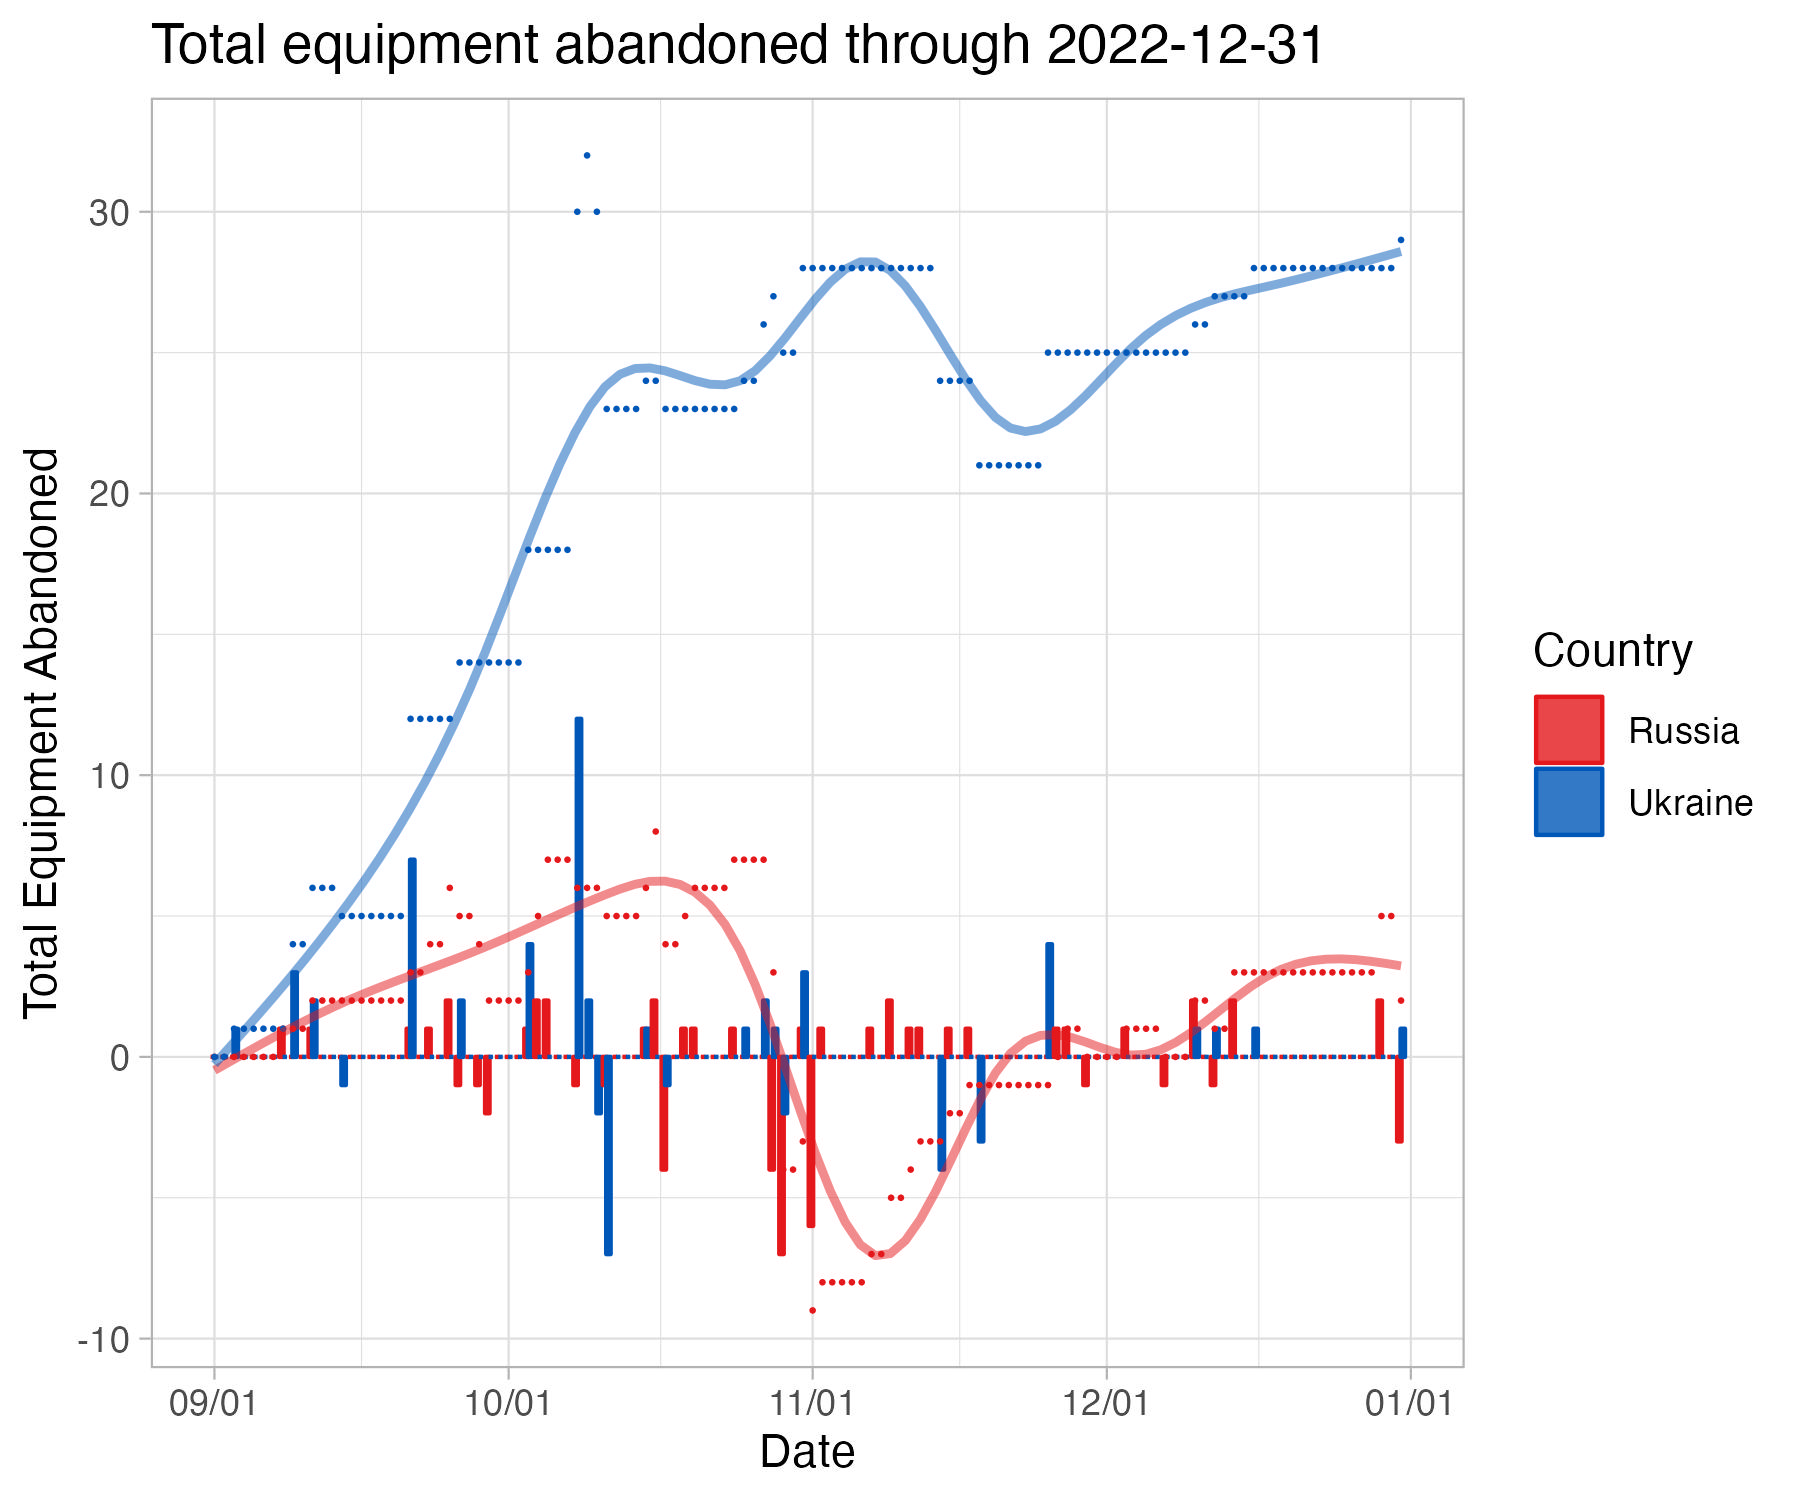 Total equipment abandoned through 2022-12-31
Total Equipment Abandoned
30
20
10
0
-10
09/01
10/01
11/01
12/01
01/01
Date
Country
Russia
Ukraine